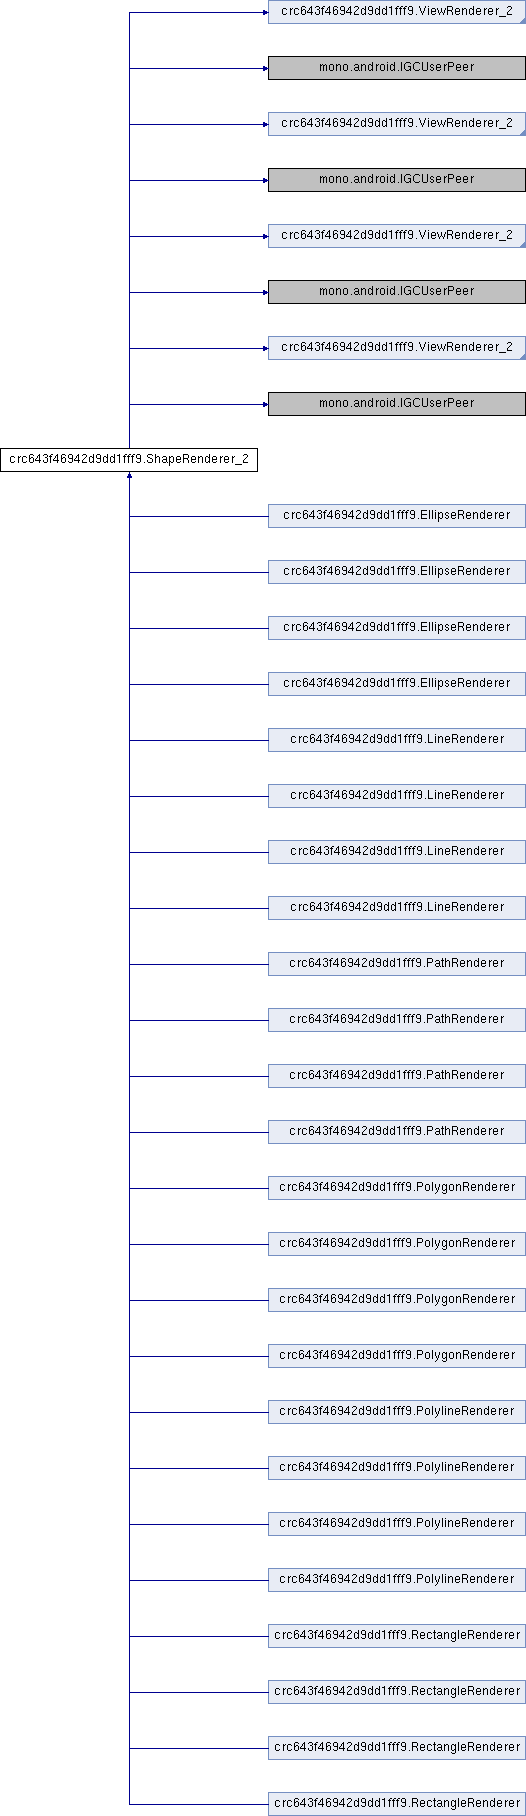 crc643f46942d9dd1fff9.ViewRenderer_2
mono.android.IGCUserPeer
crc643f46942d9dd1fff9.ViewRenderer_2
mono.android.IGCUserPeer
crc643f46942d9dd1fff9.ViewRenderer_2
mono.android.IGCUserPeer
crc643f46942d9dd1fff9.ViewRenderer_2
mono.android.IGCUserPeer
crc643f46942d9dd1fff9.ShapeRenderer_2
crc643f46942d9dd1fff9.EllipseRenderer
crc643f46942d9dd1fff9.EllipseRenderer
crc643f46942d9dd1fff9.EllipseRenderer
crc643f46942d9dd1fff9.EllipseRenderer
crc643f46942d9dd1fff9.LineRenderer
crc643f46942d9dd1fff9.LineRenderer
crc643f46942d9dd1fff9.LineRenderer
crc643f46942d9dd1fff9.LineRenderer
crc643f46942d9dd1fff9.PathRenderer
crc643f46942d9dd1fff9.PathRenderer
crc643f46942d9dd1fff9.PathRenderer
crc643f46942d9dd1fff9.PathRenderer
crc643f46942d9dd1fff9.PolygonRenderer
crc643f46942d9dd1fff9.PolygonRenderer
crc643f46942d9dd1fff9.PolygonRenderer
crc643f46942d9dd1fff9.PolygonRenderer
crc643f46942d9dd1fff9.PolylineRenderer
crc643f46942d9dd1fff9.PolylineRenderer
crc643f46942d9dd1fff9.PolylineRenderer
crc643f46942d9dd1fff9.PolylineRenderer
crc643f46942d9dd1fff9.RectangleRenderer
crc643f46942d9dd1fff9.RectangleRenderer
crc643f46942d9dd1fff9.RectangleRenderer
crc643f46942d9dd1fff9.RectangleRenderer